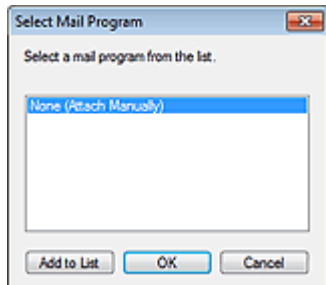 Select Mail Program
Select a mail program from the list.
None (Attach Manually)
Add to List OK Cancel